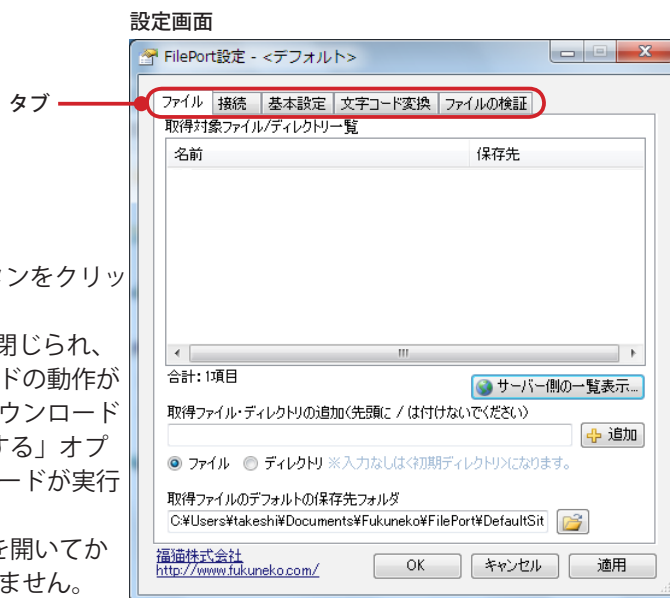 設定画面
タブ
FilePort設定 - <デフォルト>
ファイル 接続 基本設定 文字コード変換 ファイルの検証
取得対象ファイル/ディレクトリ一覧
名前 保存先
合計: 1項目
サーバー側の一覧表示...
取得ファイル・ディレクトリの追加(先頭に / は付けないでください)
追加
ファイル ディレクトリ ※入力なしは<初期ディレクトリ>になります。
取得ファイルのデフォルトの保存先フォルダ
C:¥Users¥takeshi¥Documents¥Fukuneko¥FilePort¥DefaultSit
福猫株式会社
http://www.fukuneko.com/
OK キャンセル 適用
タンをクリッ
閉じられ、
ドの動作が
ウンロード
する」オプ
ードが実行
を開いてか
ません。